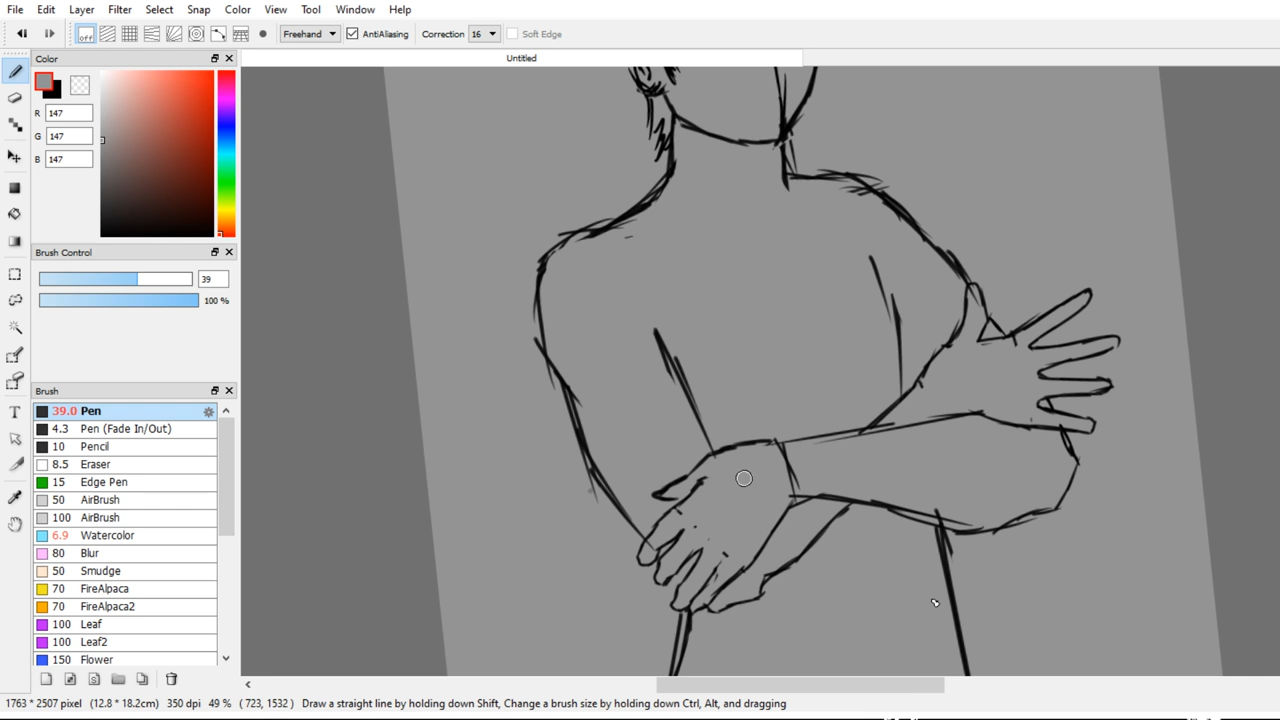 File Edit Layer Filter Select Snap Color View Tool Window Help
off Freehand AntiAliasing Correction 16 Soft Edge
Color
Untitled
R 147
G 147
B 147
Brush Control
39
100 %
Brush
39.0 Pen
4.3 Pen (Fade In/Out)
10 Pencil
8.5 Eraser
15 Edge Pen
50 AirBrush
100 AirBrush
6.9 Watercolor
80 Blur
50 Smudge
70 FireAlpaca
70 FireAlpaca2
100 Leaf
100 Leaf2
150 Flower
1763 * 2507 pixel (12.8 * 18.2cm) 350 dpi 49 % ( 723, 1532 ) Draw a straight line by holding down Shift, Change a brush size by holding down Ctrl, Alt, and dragging